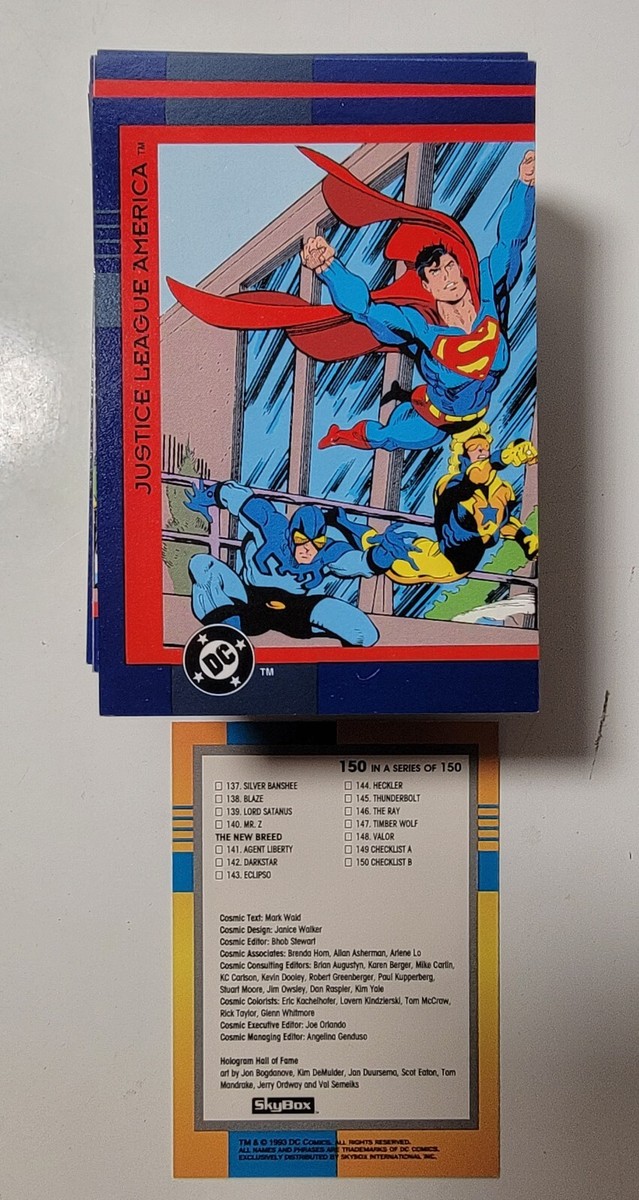 JUSTICE LEAGUE AMERICA™
DC
TM
150 IN A SERIES OF 150
137. SILVER BANSHEE
138. BLAZE
139. LORD SATANUS
140. MR. Z
THE NEW BREED
141. AGENT LIBERTY
142. DARKSTAR
143. ECLIPSO
144. HECKLER
145. THUNDERBOLT
146. THE RAY
147. TIMBER WOLF
148. VALOR
149 CHECKLIST A
150 CHECKLIST B
Cosmic Text: Mark Waid
Cosmic Design: Janice Walker
Cosmic Editor: Bhob Stewart
Cosmic Associates: Brenda Hom, Allan Asherman, Arlene Lo
Cosmic Consulting Editors: Brian Augustyn, Karen Berger, Mike Carlin,
KC Carlson, Kevin Dooley, Robert Greenberger, Paul Kupperberg,
Stuart Moore, Jim Owsley, Dan Raspler, Kim Yale
Cosmic Colorists: Eric Kachelhofer, Lovern Kindzierski, Tom McCraw,
Rick Taylor, Glenn Whitmore
Cosmic Executive Editor: Joe Orlando
Cosmic Managing Editor: Angelina Genduso
Hologram Hall of Fame
art by Jon Bogdanove, Kim DeMulder, Jan Duursema, Scot Eaton, Tom
Mandrake, Jerry Ordway and Val Semeiks
SkyBox™
TM & © 1993 DC COMICS. ALL RIGHTS RESERVED.
ALL NAMES AND PHRASES ARE TRADEMARKS OF DC COMICS.
EXCLUSIVELY DISTRIBUTED BY SKYBOX INTERNATIONAL INC.